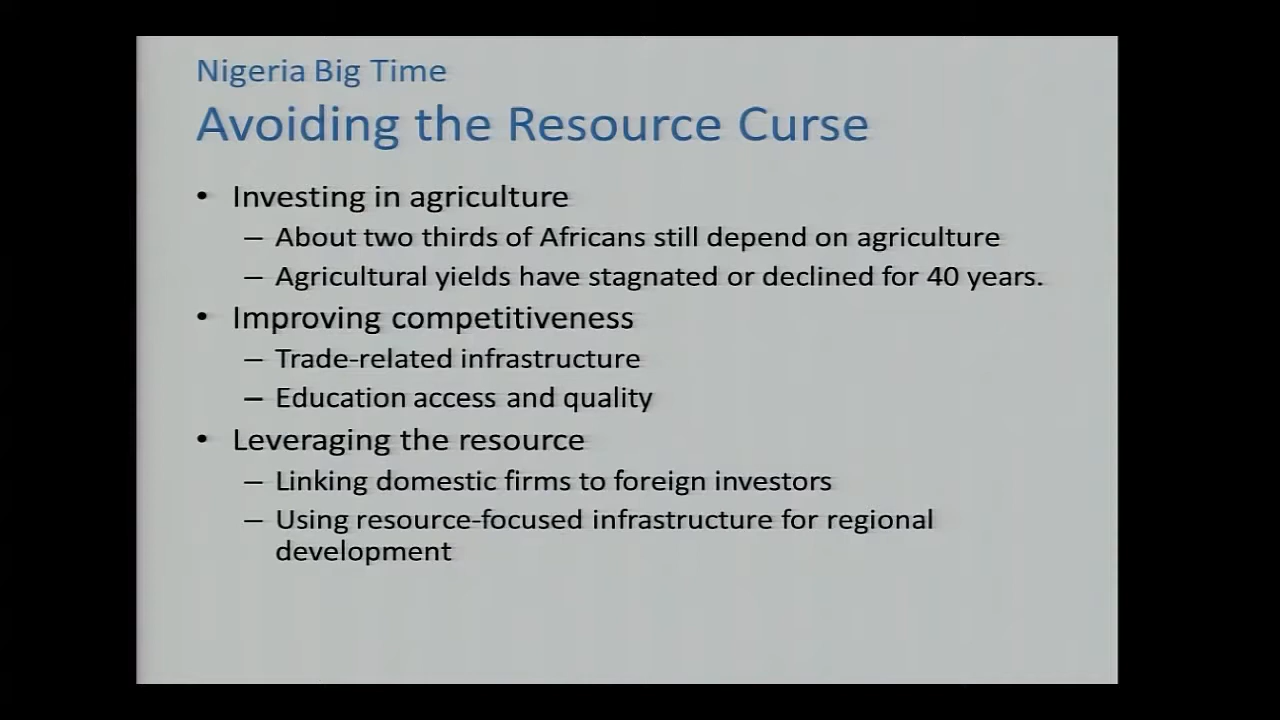 Nigeria Big Time
Avoiding the Resource Curse
• Investing in agriculture
– About two thirds of Africans still depend on agriculture
– Agricultural yields have stagnated or declined for 40 years.
• Improving competitiveness
– Trade-related infrastructure
– Education access and quality
• Leveraging the resource
– Linking domestic firms to foreign investors
– Using resource-focused infrastructure for regional
development